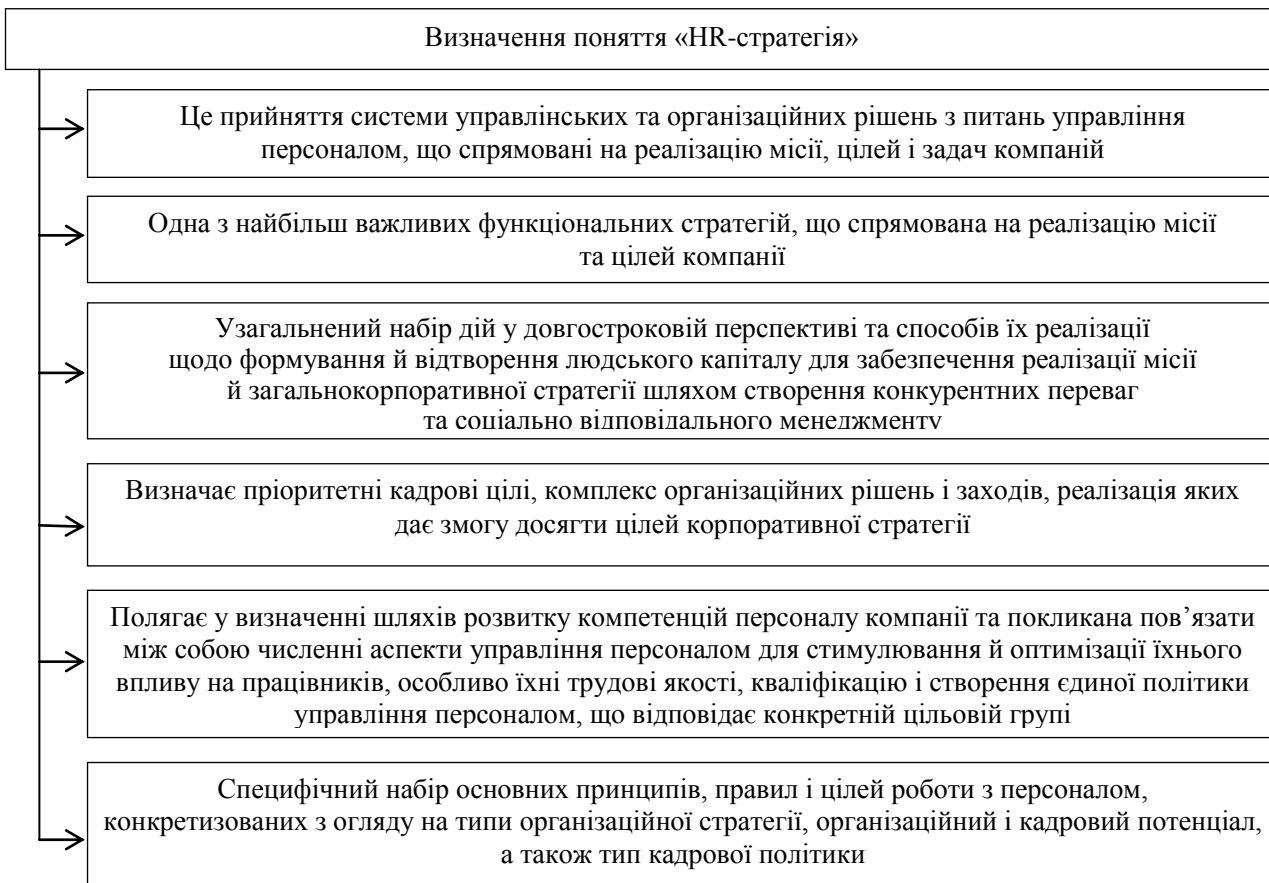 Визначення поняття «HR-стратегія»
Це прийняття системи управлінських та організаційних рішень з питань управління
персоналом, що спрямовані на реалізацію місії, цілей і задач компаній
Одна з найбільш важливих функціональних стратегій, що спрямована на реалізацію місії
та цілей компанії
Узагальнений набір дій у довгостроковій перспективі та способів їх реалізації
щодо формування й відтворення людського капіталу для забезпечення реалізації місії
й загальнокорпоративної стратегії шляхом створення конкурентних переваг
та соціально відповідального менеджменту
Визначає пріоритетні кадрові цілі, комплекс організаційних рішень і заходів, реалізація яких
дає змогу досягти цілей корпоративної стратегії
Полягає у визначенні шляхів розвитку компетенцій персоналу компанії та покликана пов’язати
між собою численні аспекти управління персоналом для стимулювання й оптимізації їхнього
впливу на працівників, особливо їхні трудові якості, кваліфікацію і створення єдиної політики
управління персоналом, що відповідає конкретній цільовій групі
Специфічний набір основних принципів, правил і цілей роботи з персоналом,
конкретизованих з огляду на типи організаційної стратегії, організаційний і кадровий потенціал,
а також тип кадрової політики